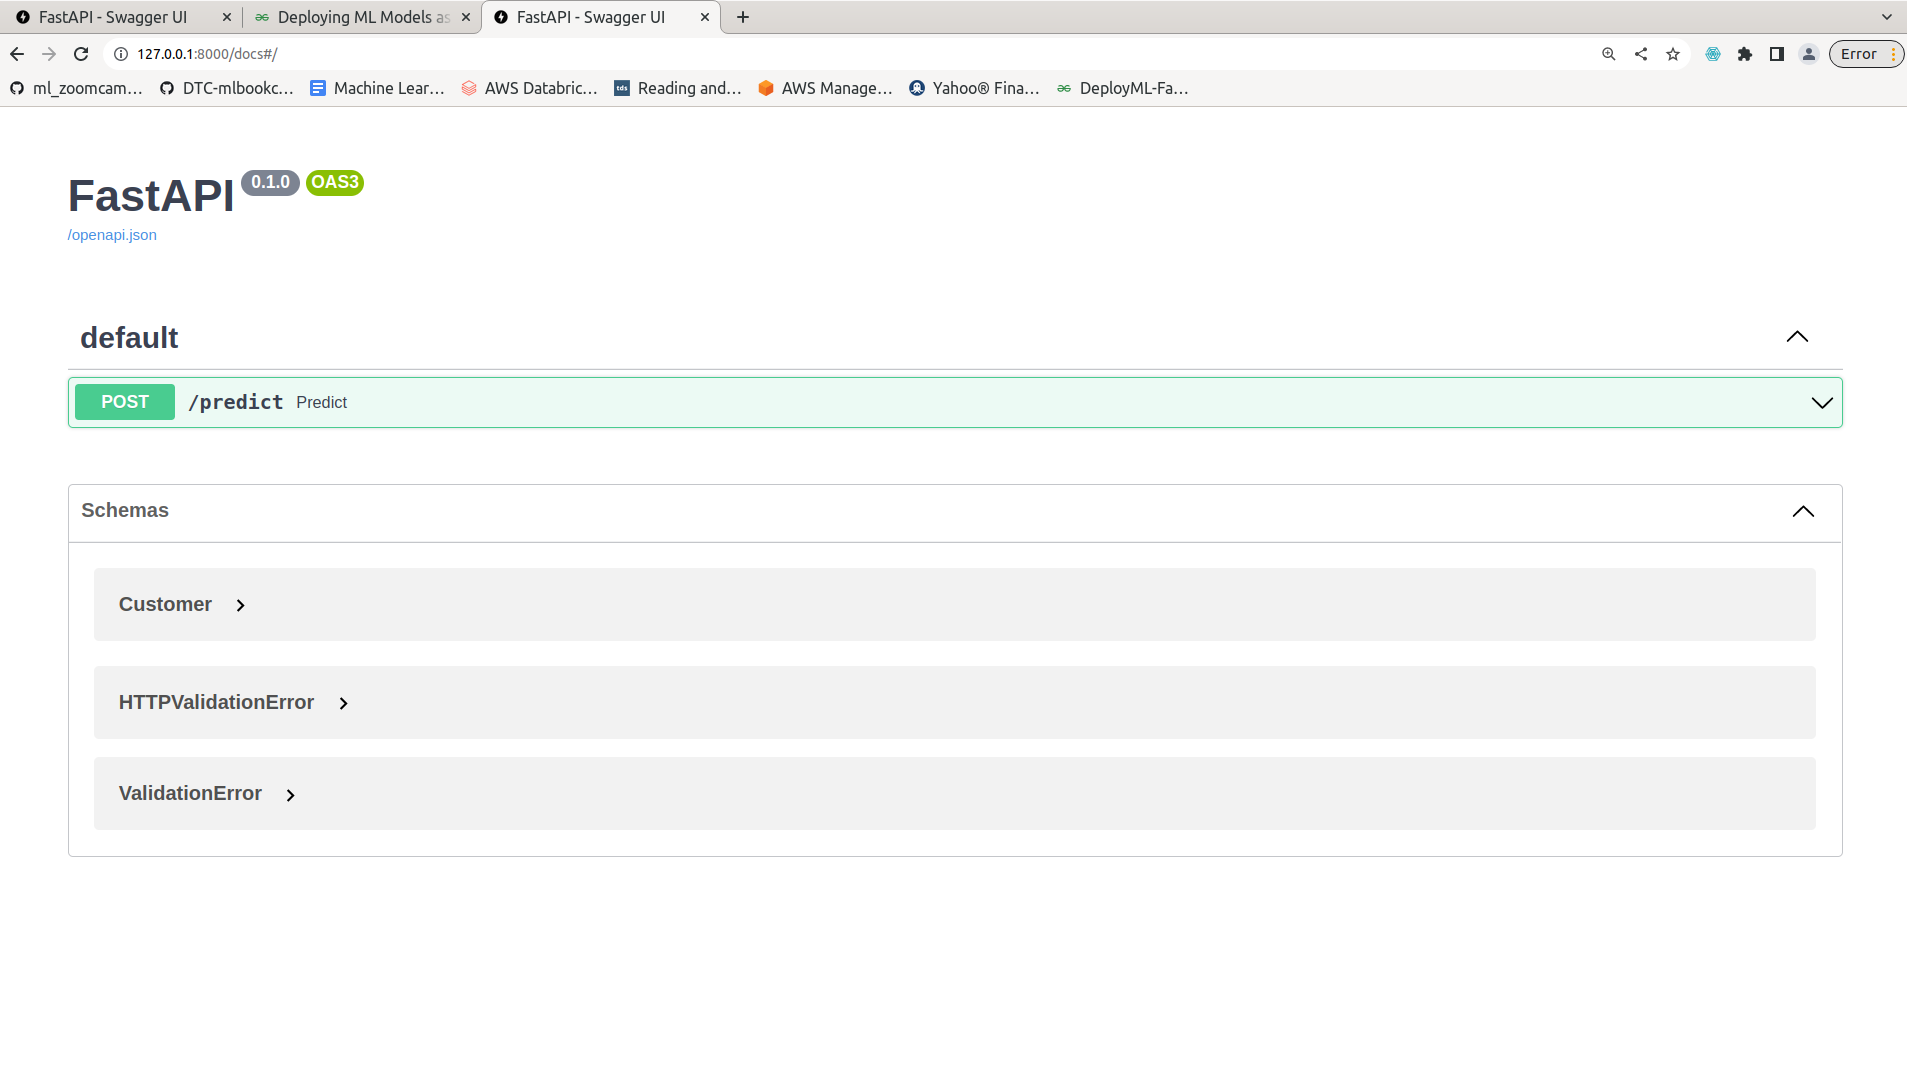 FastAPI - Swagger UI
Deploying ML Models as
FastAPI - Swagger UI
127.0.0.1:8000/docs#/
Error
ml_zoomcam...
DTC-mlbookc...
Machine Lear...
AWS Databric...
tds
Reading and...
AWS Manage...
Yahoo® Fina...
DeployML-Fa...
FastAPI 0.1.0 OAS3
/openapi.json
default
POST /predict Predict
Schemas
Customer
HTTPValidationError
ValidationError